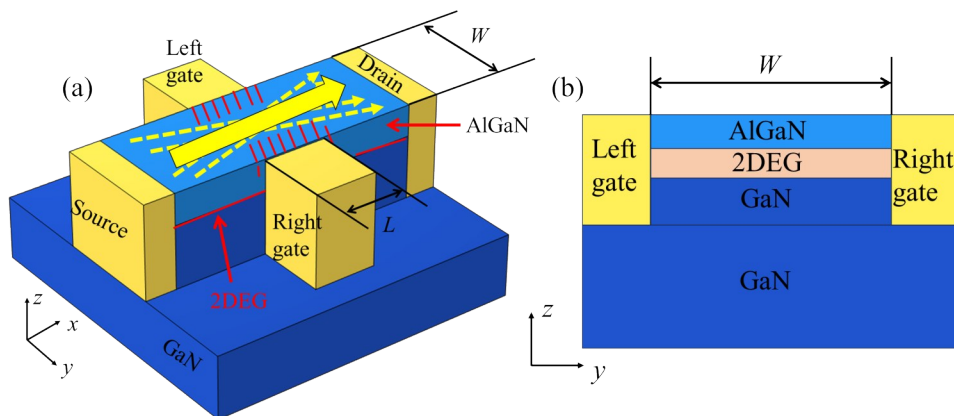 (a)
Left
gate
W
Drain
AlGaN
Source
Right
gate
L
2DEG
GaN
z
x
y
(b)
W
Left
gate
AlGaN
2DEG
GaN
Right
gate
GaN
z
y